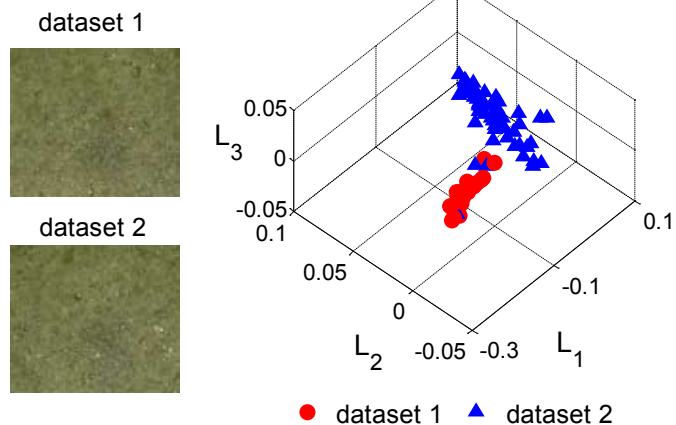 dataset 1
dataset 2
0.05
0
-0.05
L3
0.1
0.05
0
-0.05
L2
-0.3
-0.1
0.1
L1
dataset 1
dataset 2